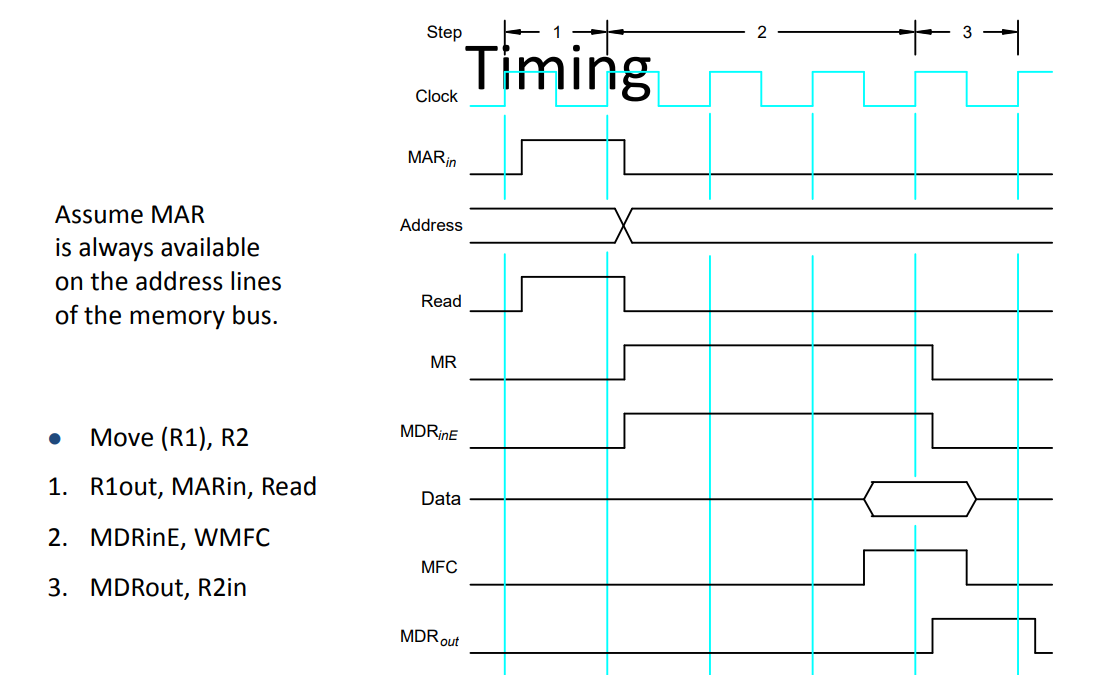 Timing
Step 1 2 3
Clock
MARin
Address
Read
MR
MDRinE
Data
MFC
MDRout
Assume MAR
is always available
on the address lines
of the memory bus.
● Move (R1), R2
1. R1out, MARin, Read
2. MDRinE, WMFC
3. MDRout, R2in